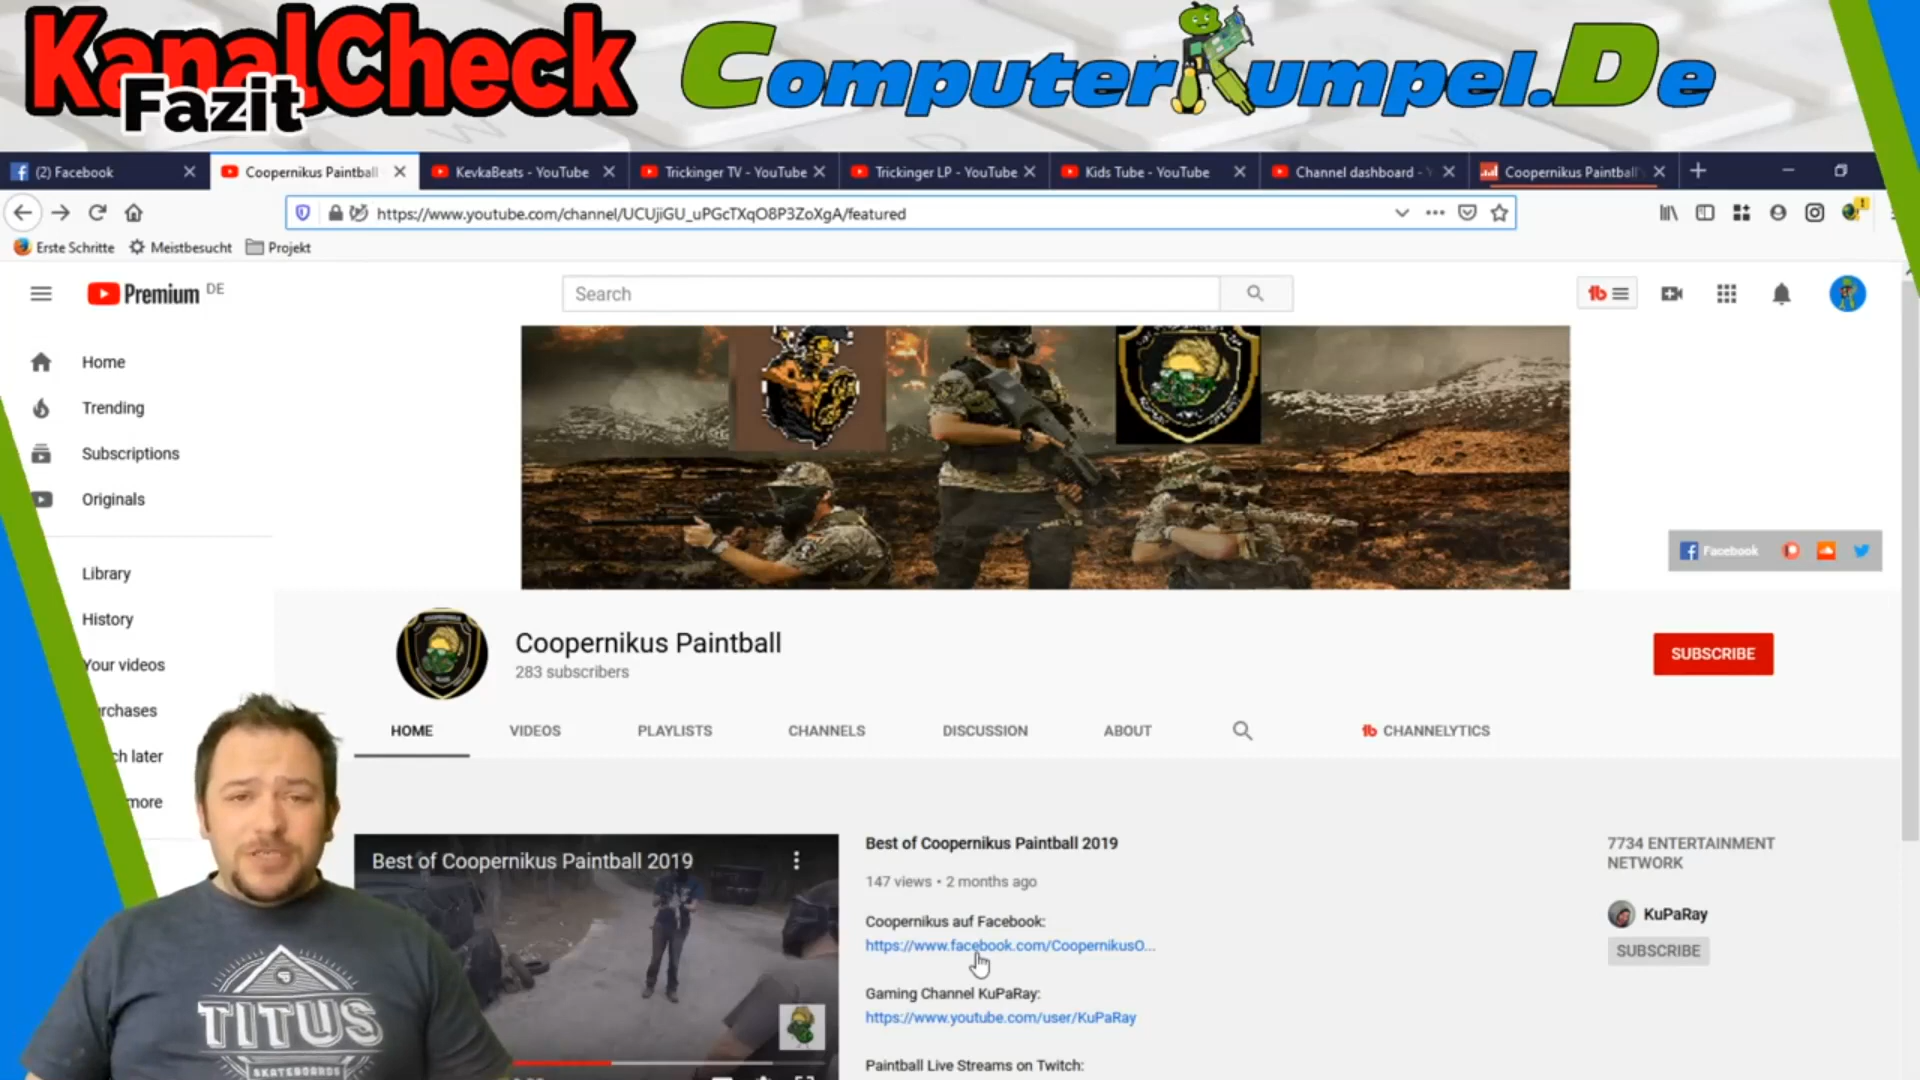 KanalCheck
Fazit
ComputerKumpel.De
(2) Facebook
Coopernikus Paintball
KevkaBeats - YouTube
Trickinger TV - YouTube
Trickinger LP - YouTube
Kids Tube - YouTube
Channel dashboard -
Coopernikus Paintball
https://www.youtube.com/channel/UCUjiGU_uPGcTXqO8P3ZoXgA/featured
Erste Schritte
Meistbesucht
Projekt
Premium DE
Search
Home
Trending
Subscriptions
Originals
Library
History
Your videos
rchases
ch later
more
Facebook
Coopernikus Paintball
283 subscribers
SUBSCRIBE
HOME
VIDEOS
PLAYLISTS
CHANNELS
DISCUSSION
ABOUT
CHANNELYTICS
Best of Coopernikus Paintball 2019
Best of Coopernikus Paintball 2019
147 views • 2 months ago
Coopernikus auf Facebook:
https://www.facebook.com/CoopernikusO...
Gaming Channel KuPaRay:
https://www.youtube.com/user/KuPaRay
Paintball Live Streams on Twitch:
7734 ENTERTAINMENT
NETWORK
KuPaRay
SUBSCRIBE
TITUS
SKATEBOARDS